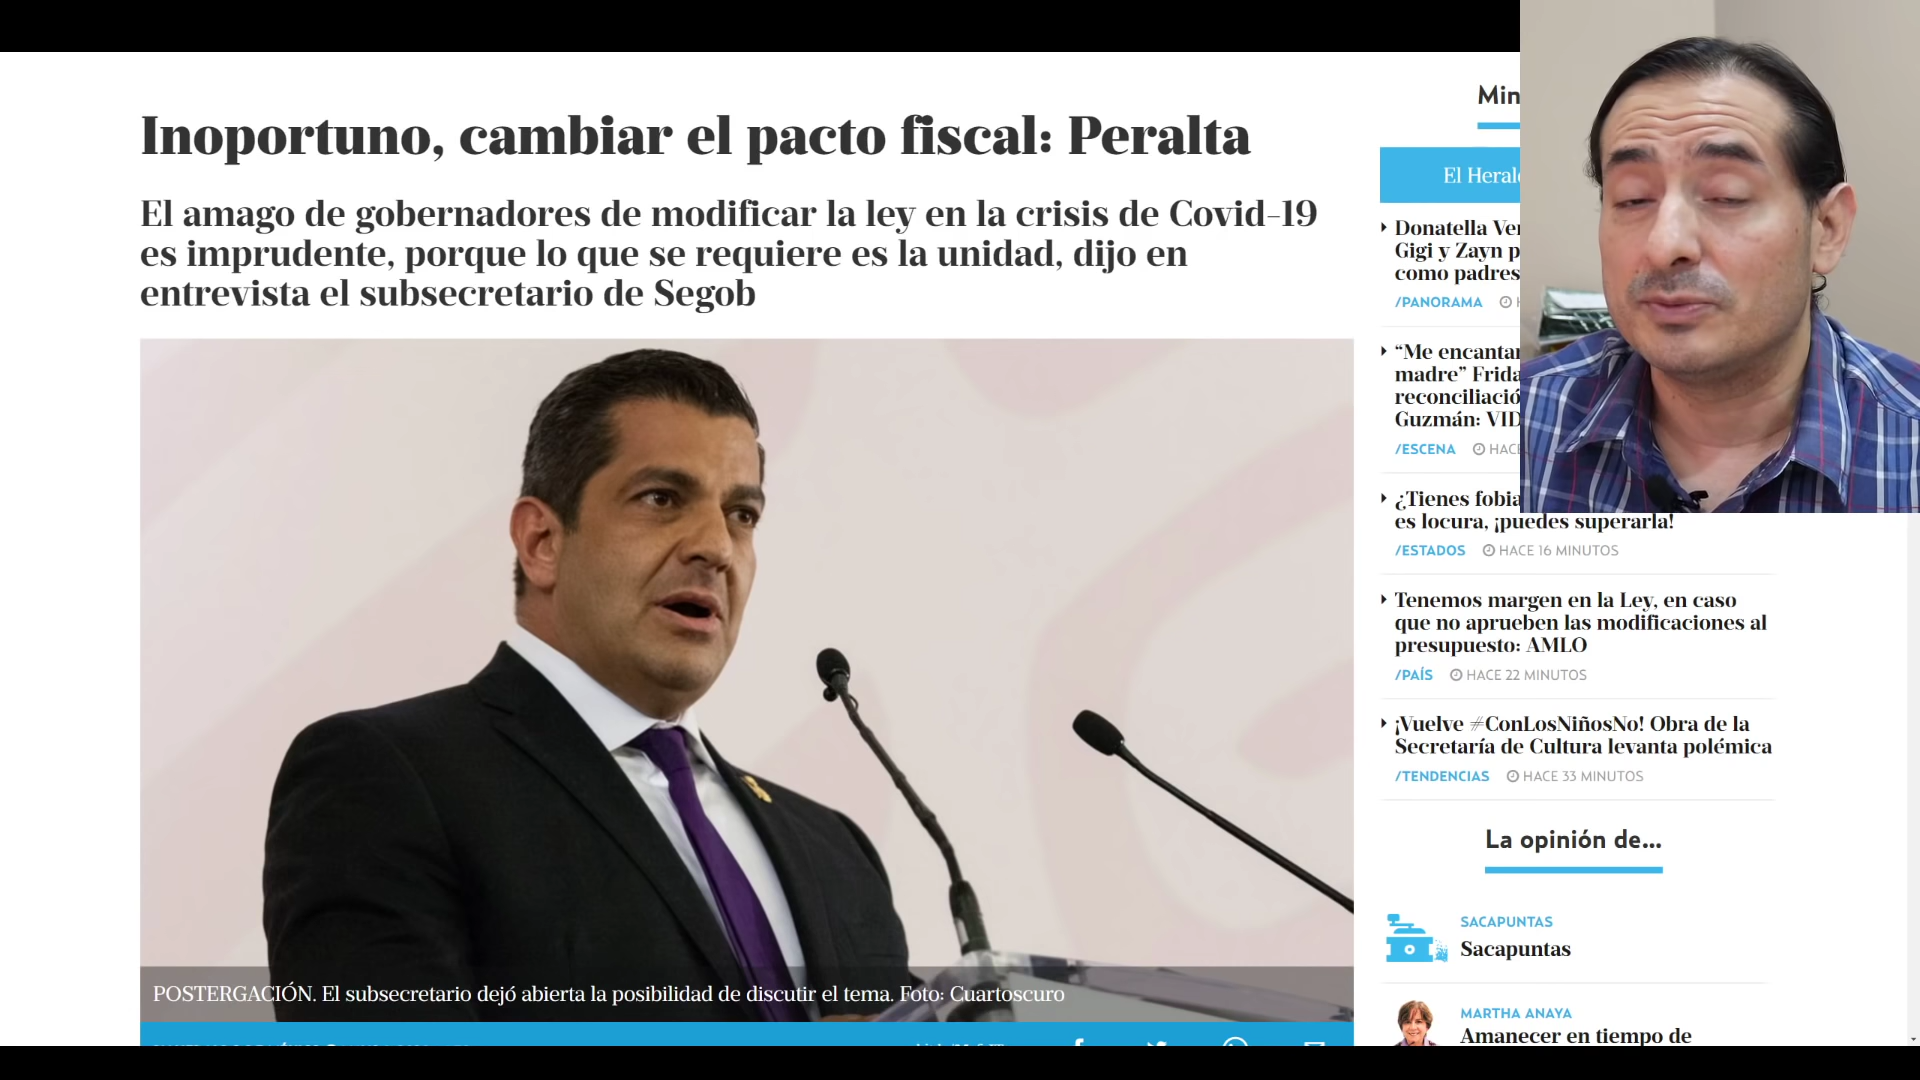 Inoportuno, cambiar el pacto fiscal: Peralta
El amago de gobernadores de modificar la ley en la crisis de Covid-19
es imprudente, porque lo que se requiere es la unidad, dijo en
entrevista el subsecretario de Segob
POSTERGACIÓN. El subsecretario dejó abierta la posibilidad de discutir el tema. Foto: Cuartoscuro
Min
El Heral
Donatella Ver
Gigi y Zayn p
como padres
/PANORAMA
“Me encantar
madre” Frida
reconciliació
Guzmán: VID
/ESCENA HACE
¿Tienes fobia
es locura, ¡puedes superarla!
/ESTADOS HACE 16 MINUTOS
Tenemos margen en la Ley, en caso
que no aprueben las modificaciones al
presupuesto: AMLO
/PAÍS HACE 22 MINUTOS
¡Vuelve #ConLosNiñosNo! Obra de la
Secretaría de Cultura levanta polémica
/TENDENCIAS HACE 33 MINUTOS
La opinión de...
SACAPUNTAS
Sacapuntas
MARTHA ANAYA
Amanecer en tiempo de